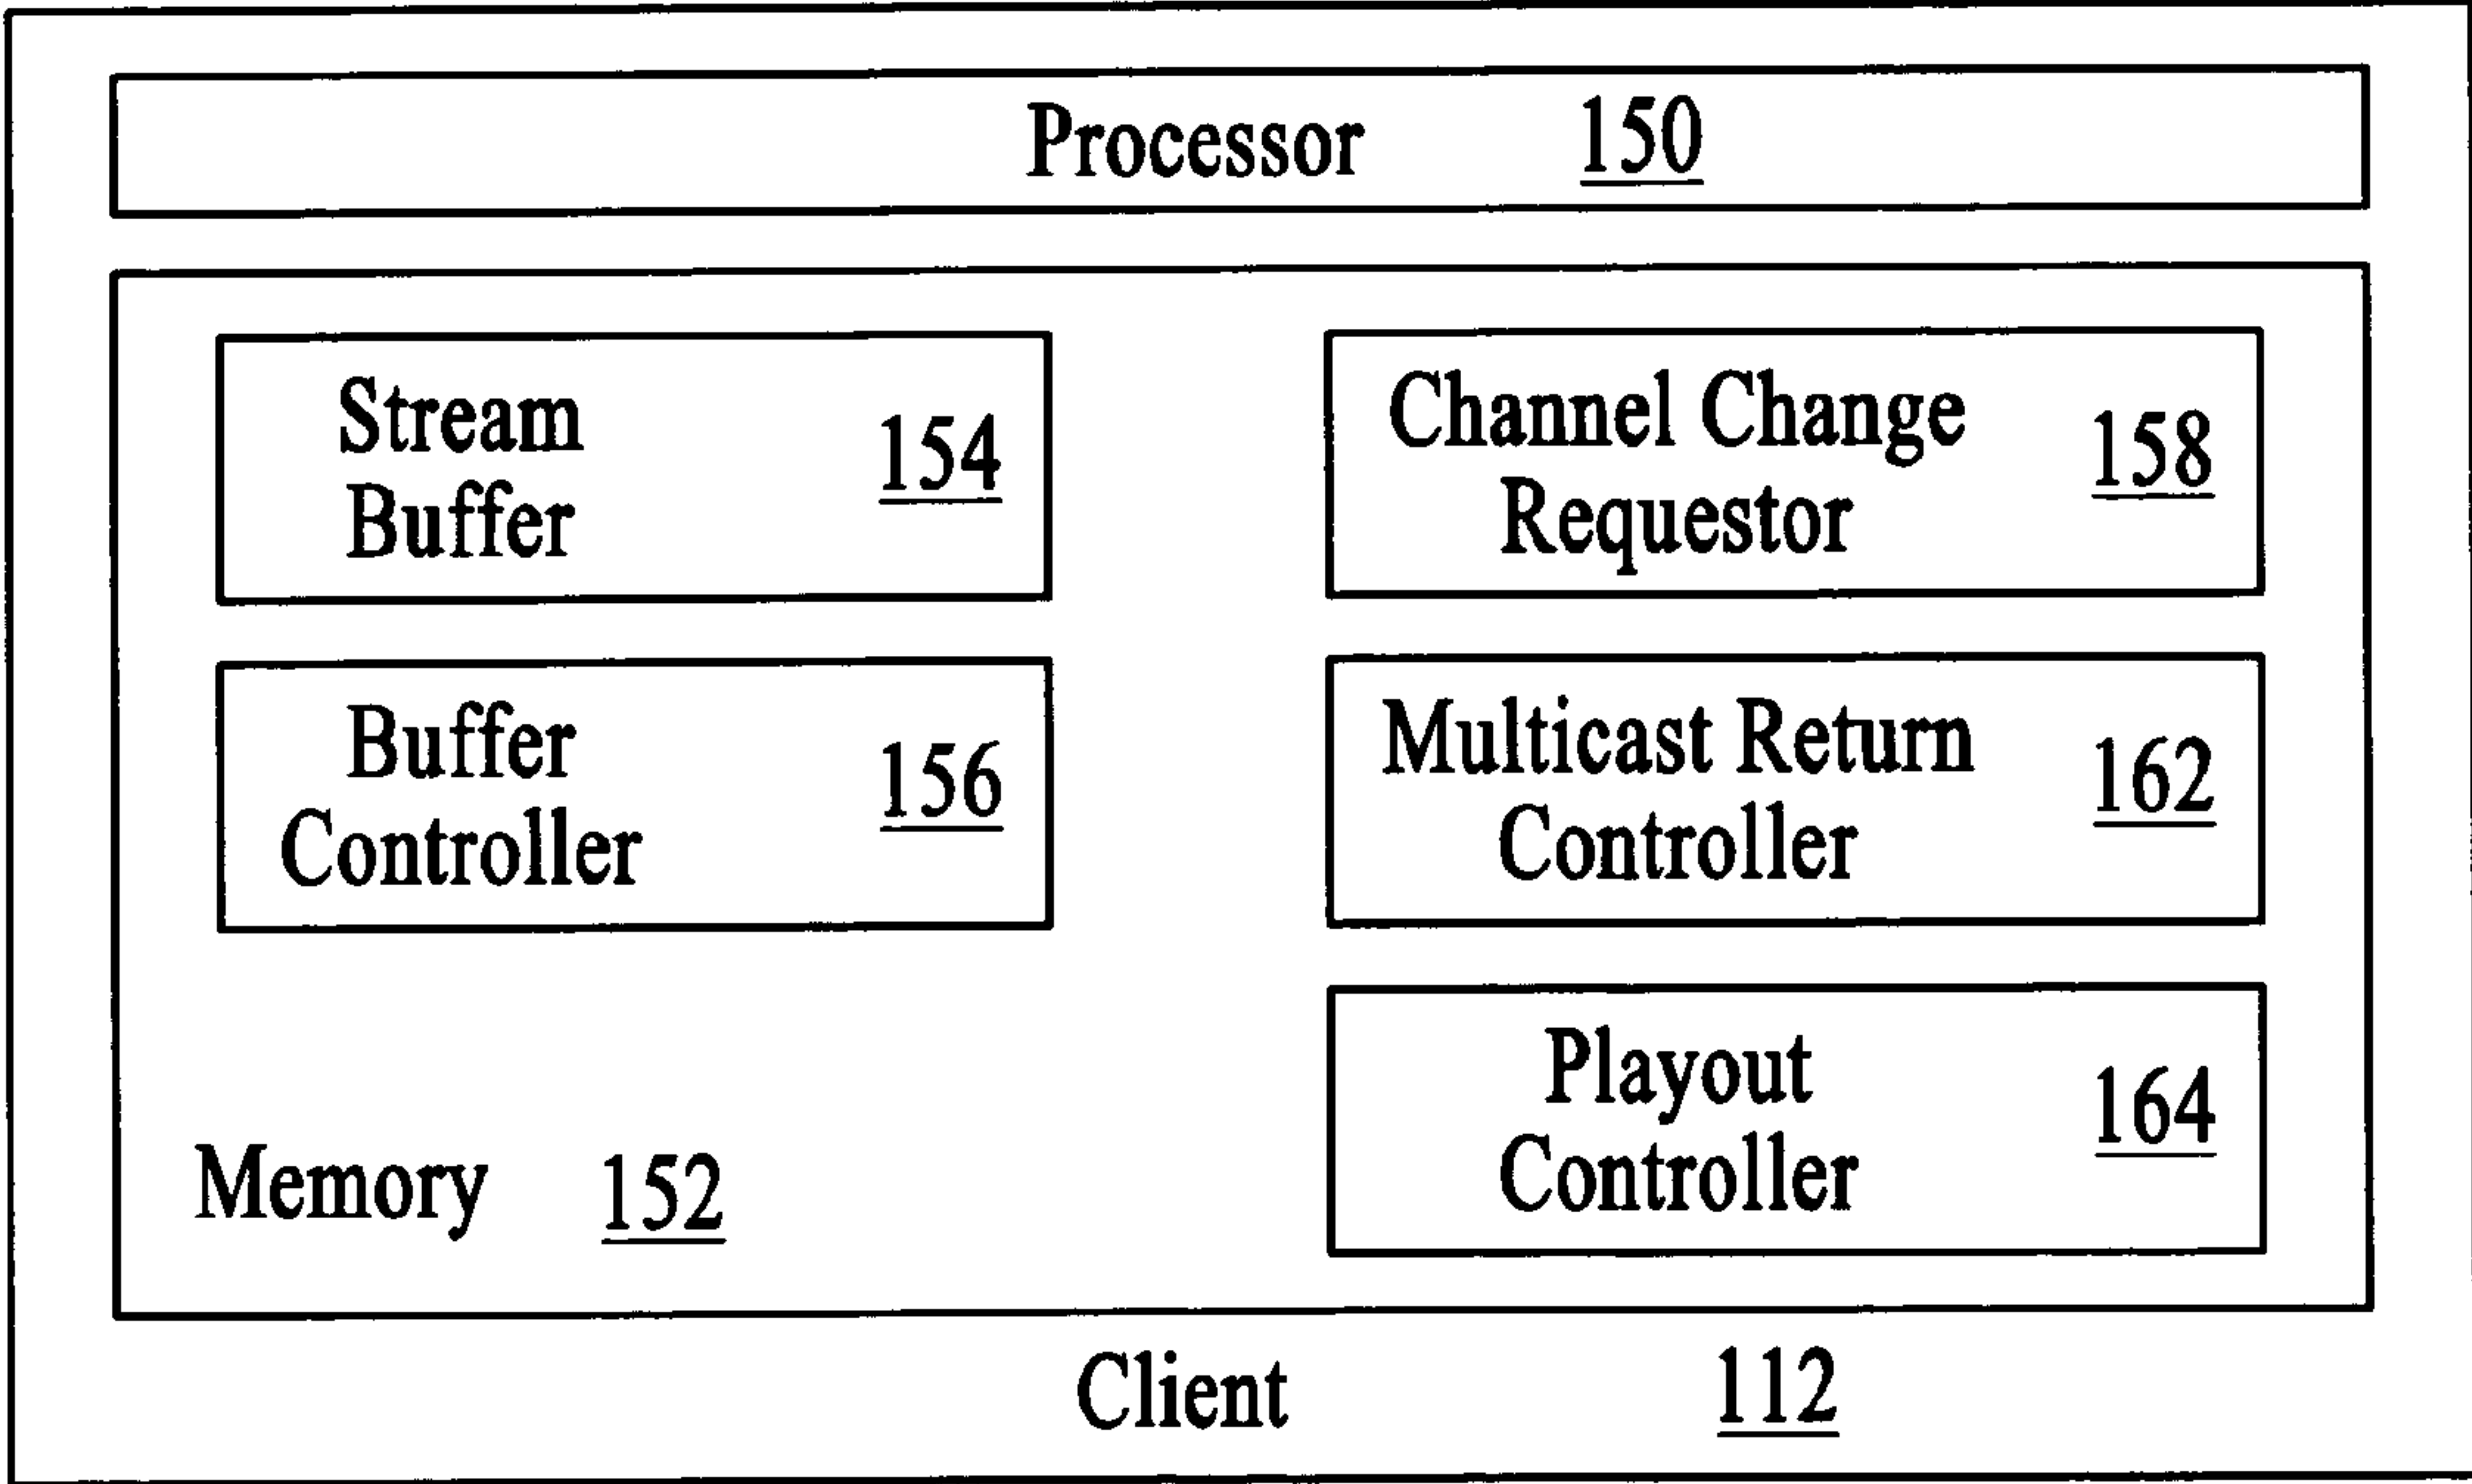 Processor 150
Stream
Buffer
154
Channel Change
Requestor
158
Buffer
Controller
156
Multicast Return
Controller
162
Playout
Controller
164
Memory 152
Client 112